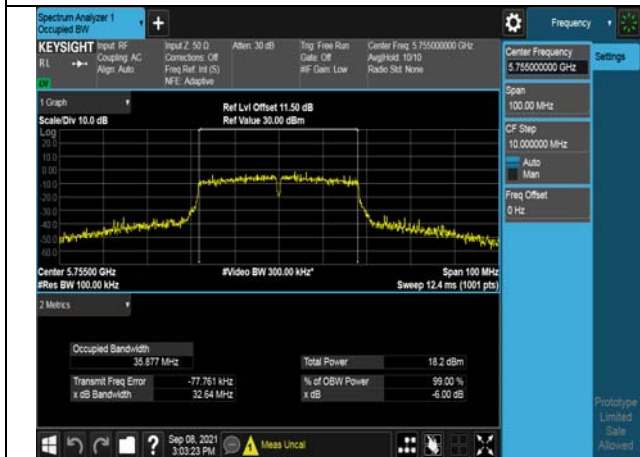 Spectrum Analyzer 1
Occupied BW
Frequency
KEYSIGHT
Input: RF
Input Z: 50 Ω
Atten: 30 dB
Trig: Free Run
Center Freq: 5.755000000 GHz
RL
Coupling: AC
Corrections: Off
Gate: Off
Avg|Hold: 10/10
Align: Auto
Freq Ref: Int (S)
#IF Gain: Low
Radio Std: None
NFE: Adaptive
Center Frequency
5.755000000 GHz
Settings
Span
100.00 MHz
CF Step
10.000000 MHz
Auto
Man
Freq Offset
0 Hz
1 Graph
Ref Lvl Offset 11.50 dB
Scale/Div 10.0 dB
Ref Value 30.00 dBm
Log
20.0
10.0
0.00
-10.0
-20.0
-30.0
-40.0
-50.0
-60.0
Center 5.75500 GHz
#Video BW 300.00 kHz*
Span 100 MHz
#Res BW 100.00 kHz
Sweep 12.4 ms (1001 pts)
2 Metrics
Occupied Bandwidth
35.877 MHz
Total Power
18.2 dBm
Transmit Freq Error
-77.761 kHz
% of OBW Power
99.00 %
x dB Bandwidth
32.64 MHz
x dB
-6.00 dB
Prototype
Limited
Sale
Allowed
Sep 08, 2021
3:03:23 PM
Meas Uncal